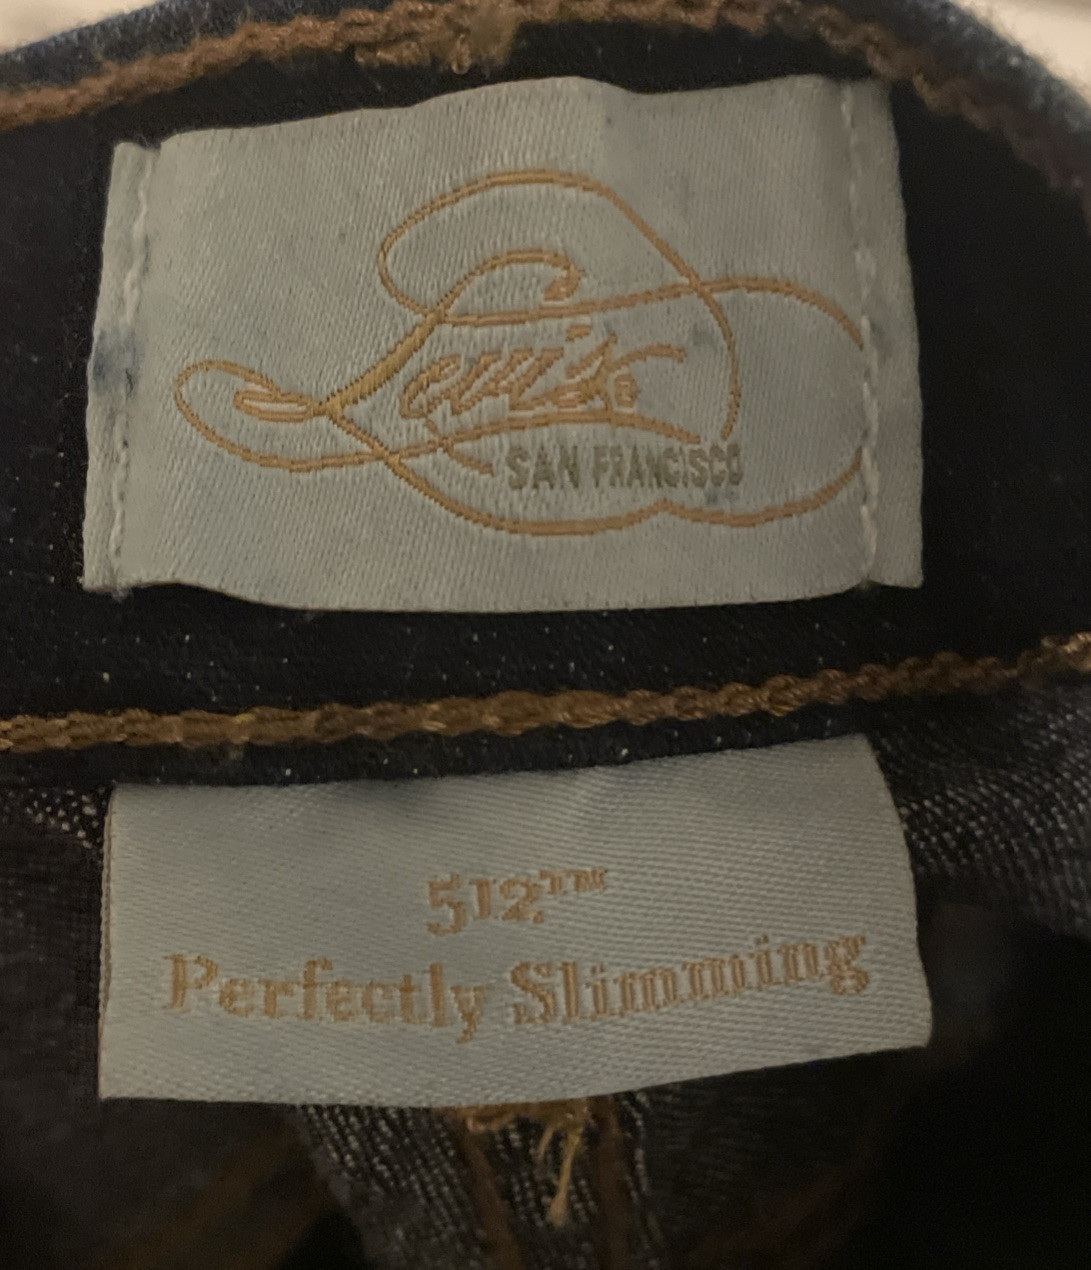 Levi's®
SAN FRANCISCO
512™
Perfectly Slimming